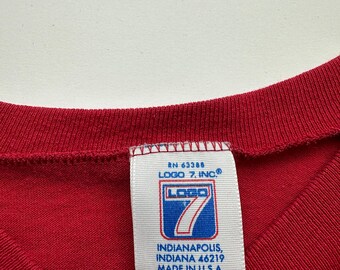 RN 63388
LOGO 7, INC.®
LOGO
7
INDIANAPOLIS,
INDIANA 46219
MADE IN U.S.A.